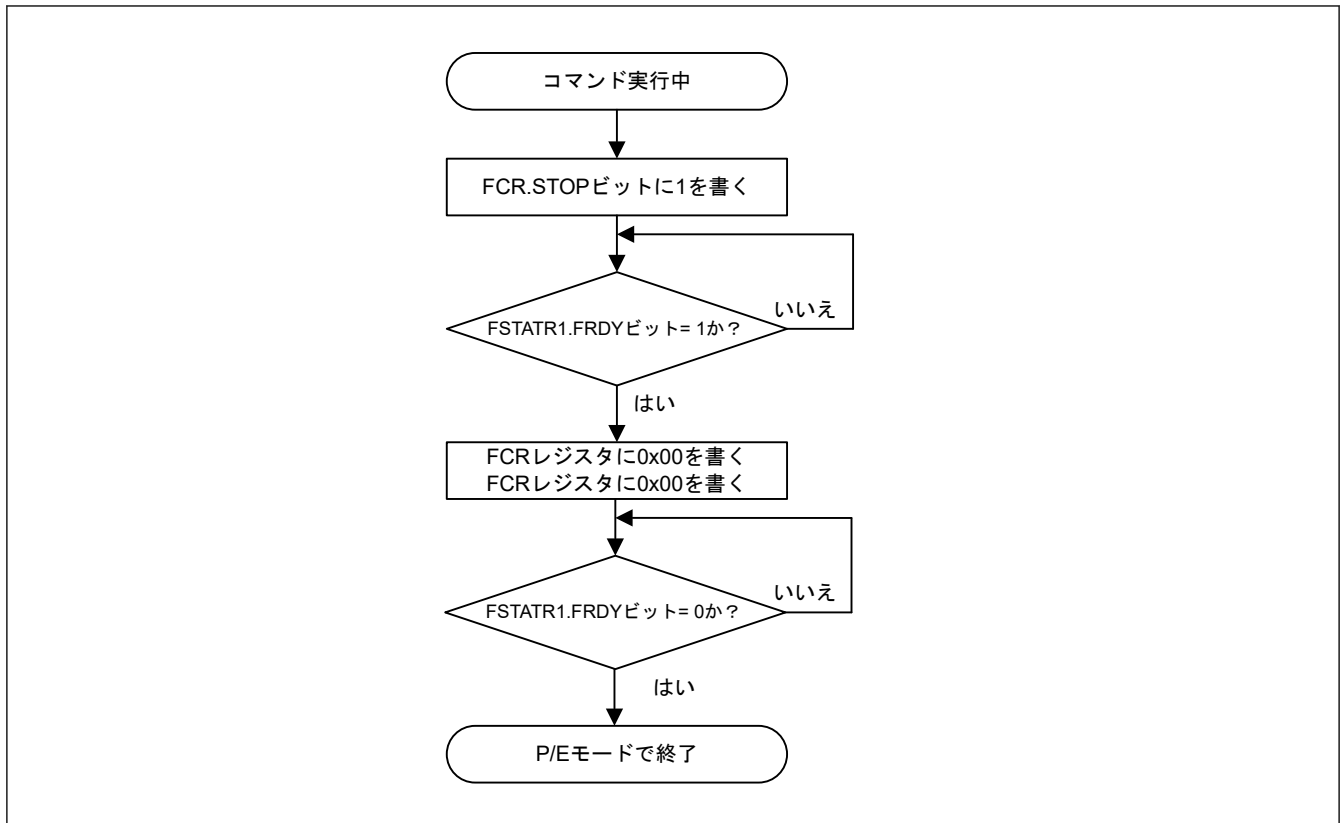 コマンド実行中
FCR.STOPビットに1を書く
いいえ
FSTATR1.FRDYビット= 1か？
はい
FCRレジスタに0x00を書く
FCRレジスタに0x00を書く
いいえ
FSTATR1.FRDYビット= 0か？
はい
P/Eモードで終了